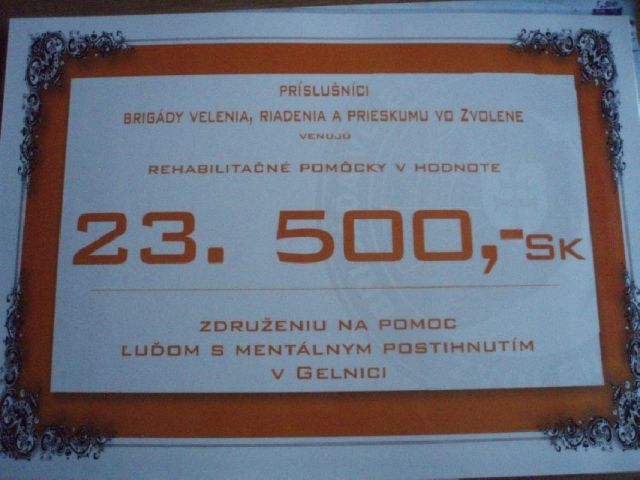 PRÍSLUŠNÍCI
BRIGÁDY VELENIA, RIADENIA A PRIESKUMU VO ZVOLENE
VENUJÚ
REHABILITAČNÉ POMÔCKY V HODNOTE
23. 500,-SK
ZDRUŽENIU NA POMOC
ĽUĎOM S MENTÁLNYM POSTIHNUTÍM
V GELNICI